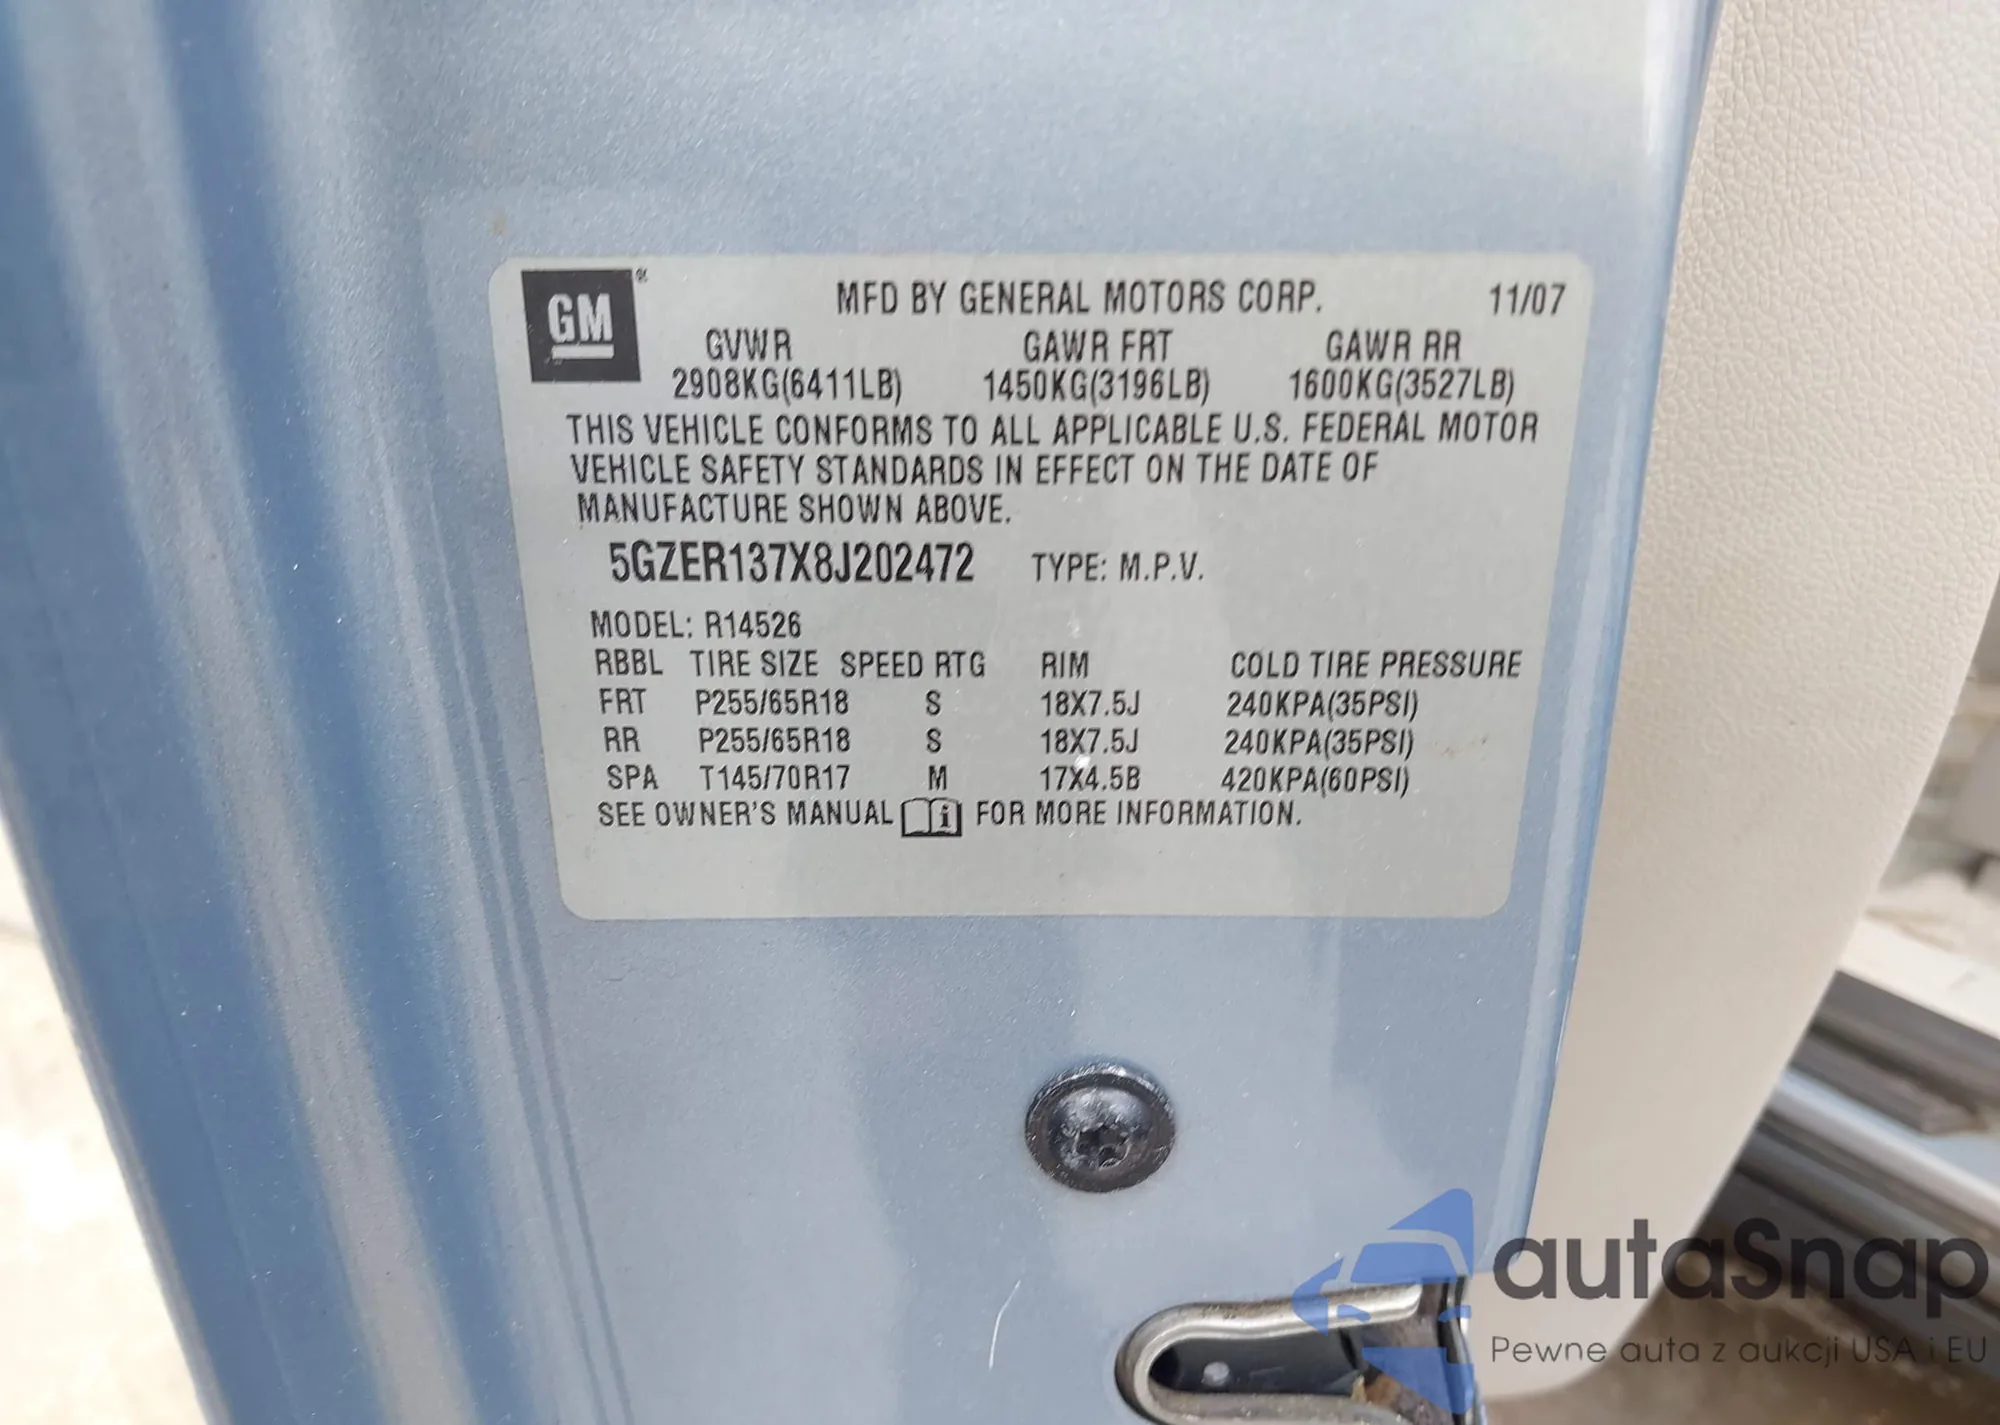 GM
MFD BY GENERAL MOTORS CORP. 11/07
GVWR GAWR FRT GAWR RR
2908KG(6411LB) 1450KG(3196LB) 1600KG(3527LB)
THIS VEHICLE CONFORMS TO ALL APPLICABLE U.S. FEDERAL MOTOR
VEHICLE SAFETY STANDARDS IN EFFECT ON THE DATE OF
MANUFACTURE SHOWN ABOVE.
5GZER137X8J202472 TYPE: M.P.V.
MODEL: R14526
RBBL TIRE SIZE SPEED RTG RIM COLD TIRE PRESSURE
FRT P255/65R18 S 18X7.5J 240KPA(35PSI)
RR P255/65R18 S 18X7.5J 240KPA(35PSI)
SPA T145/70R17 M 17X4.5B 420KPA(60PSI)
SEE OWNER'S MANUAL i FOR MORE INFORMATION.
autaSnap
Pewne auta z aukcji USA i EU